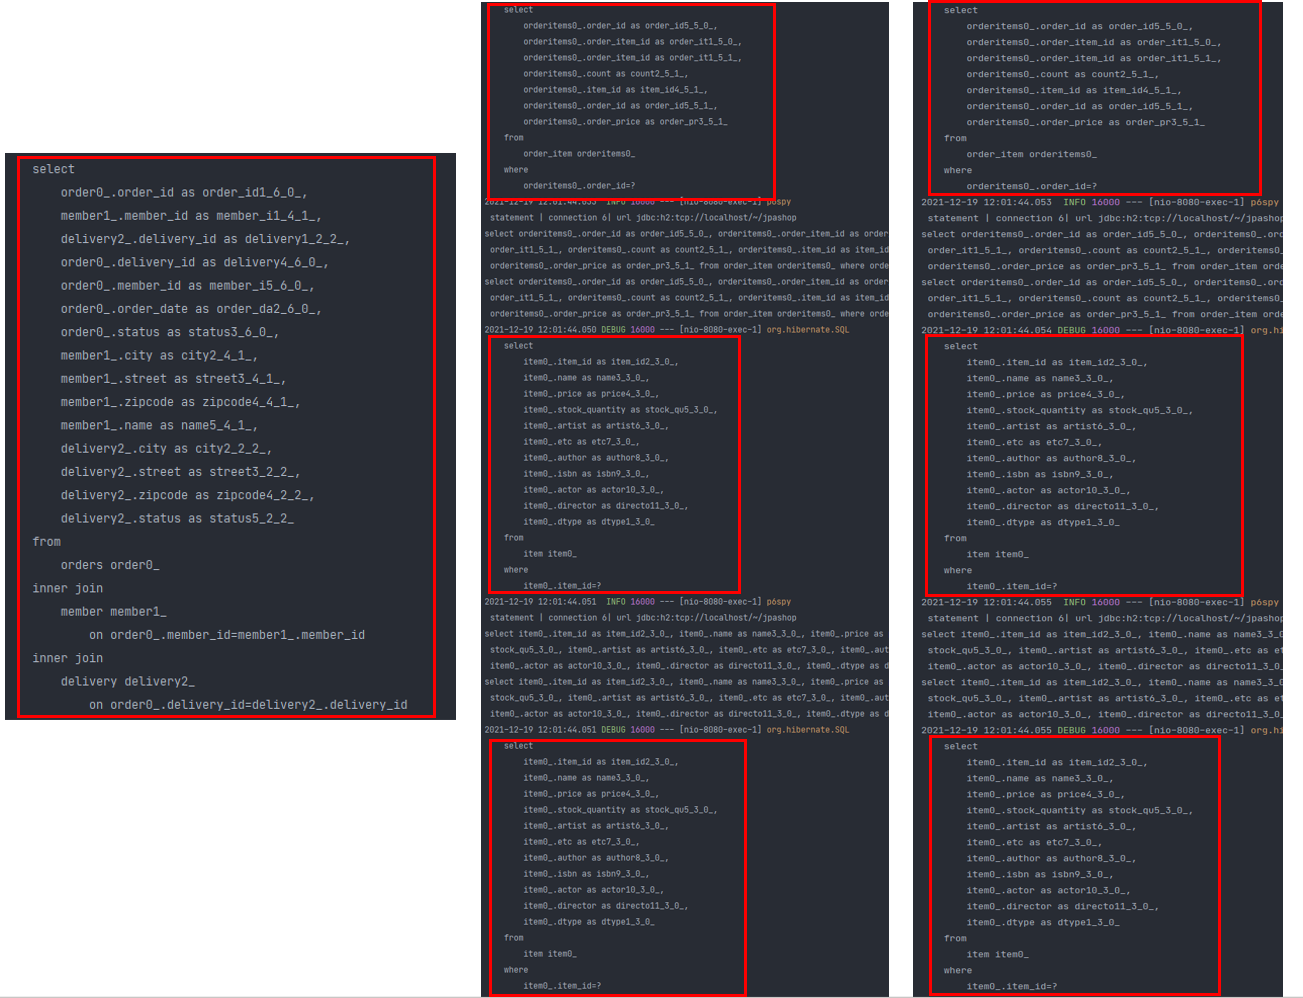 select
order0_.order_id as order_id1_6_0_,
member1_.member_id as member_i1_4_1_,
delivery2_.delivery_id as delivery1_2_2_,
order0_.delivery_id as delivery4_6_0_,
order0_.member_id as member_i5_6_0_,
order0_.order_date as order_da2_6_0_,
order0_.status as status3_6_0_,
member1_.city as city2_4_1_,
member1_.street as street3_4_1_,
member1_.zipcode as zipcode4_4_1_,
member1_.name as name5_4_1_,
delivery2_.city as city2_2_2_,
delivery2_.street as street3_2_2_,
delivery2_.zipcode as zipcode4_2_2_,
delivery2_.status as status5_2_2_
from
orders order0_
inner join
member member1_
on order0_.member_id=member1_.member_id
inner join
delivery delivery2_
on order0_.delivery_id=delivery2_.delivery_id
select
orderitems0_.order_id as order_id5_5_0_,
orderitems0_.order_item_id as order_it1_5_0_,
orderitems0_.order_item_id as order_it1_5_1_,
orderitems0_.count as count2_5_1_,
orderitems0_.item_id as item_id4_5_1_,
orderitems0_.order_id as order_id5_5_1_,
orderitems0_.order_price as order_pr3_5_1_
from
order_item orderitems0_
where
orderitems0_.order_id=?
2021-12-19 12:01:44.053 INFO 16000 --- [nio-8080-exec-1] p6spy
statement | connection 6| url jdbc:h2:tcp://localhost/~/jpashop
select orderitems0_.order_id as order_id5_5_0_, orderitems0_.order_item_id as order
order_it1_5_1_, orderitems0_.count as count2_5_1_, orderitems0_.item_id as item_id
orderitems0_.order_price as order_pr3_5_1_ from order_item orderitems0_ where orde
select orderitems0_.order_id as order_id5_5_0_, orderitems0_.order_item_id as order
order_it1_5_1_, orderitems0_.count as count2_5_1_, orderitems0_.item_id as item_id
orderitems0_.order_price as order_pr3_5_1_ from order_item orderitems0_ where orde
2021-12-19 12:01:44.050 DEBUG 16000 --- [nio-8080-exec-1] org.hibernate.SQL
select
item0_.item_id as item_id2_3_0_,
item0_.name as name3_3_0_,
item0_.price as price4_3_0_,
item0_.stock_quantity as stock_qu5_3_0_,
item0_.artist as artist6_3_0_,
item0_.etc as etc7_3_0_,
item0_.author as author8_3_0_,
item0_.isbn as isbn9_3_0_,
item0_.actor as actor10_3_0_,
item0_.director as directo11_3_0_,
item0_.dtype as dtype1_3_0_
from
item item0_
where
item0_.item_id=?
2021-12-19 12:01:44.051 INFO 16000 --- [nio-8080-exec-1] p6spy
statement | connection 6| url jdbc:h2:tcp://localhost/~/jpashop
select item0_.item_id as item_id2_3_0_, item0_.name as name3_3_0_, item0_.price as
stock_qu5_3_0_, item0_.artist as artist6_3_0_, item0_.etc as etc7_3_0_, item0_.aut
item0_.actor as actor10_3_0_, item0_.director as directo11_3_0_, item0_.dtype as d
select item0_.item_id as item_id2_3_0_, item0_.name as name3_3_0_, item0_.price as
stock_qu5_3_0_, item0_.artist as artist6_3_0_, item0_.etc as etc7_3_0_, item0_.aut
item0_.actor as actor10_3_0_, item0_.director as directo11_3_0_, item0_.dtype as d
2021-12-19 12:01:44.051 DEBUG 16000 --- [nio-8080-exec-1] org.hibernate.SQL
select
item0_.item_id as item_id2_3_0_,
item0_.name as name3_3_0_,
item0_.price as price4_3_0_,
item0_.stock_quantity as stock_qu5_3_0_,
item0_.artist as artist6_3_0_,
item0_.etc as etc7_3_0_,
item0_.author as author8_3_0_,
item0_.isbn as isbn9_3_0_,
item0_.actor as actor10_3_0_,
item0_.director as directo11_3_0_,
item0_.dtype as dtype1_3_0_
from
item item0_
where
item0_.item_id=?
select
orderitems0_.order_id as order_id5_5_0_,
orderitems0_.order_item_id as order_it1_5_0_,
orderitems0_.order_item_id as order_it1_5_1_,
orderitems0_.count as count2_5_1_,
orderitems0_.item_id as item_id4_5_1_,
orderitems0_.order_id as order_id5_5_1_,
orderitems0_.order_price as order_pr3_5_1_
from
order_item orderitems0_
where
orderitems0_.order_id=?
2021-12-19 12:01:44.053 INFO 16000 --- [nio-8080-exec-1] p6spy
statement | connection 6| url jdbc:h2:tcp://localhost/~/jpashop
select orderitems0_.order_id as order_id5_5_0_, orderitems0_.orc
order_it1_5_1_, orderitems0_.count as count2_5_1_, orderitems0_
orderitems0_.order_price as order_pr3_5_1_ from order_item orde
select orderitems0_.order_id as order_id5_5_0_, orderitems0_.orc
order_it1_5_1_, orderitems0_.count as count2_5_1_, orderitems0_
orderitems0_.order_price as order_pr3_5_1_ from order_item orde
2021-12-19 12:01:44.054 DEBUG 16000 --- [nio-8080-exec-1] org.hi
select
item0_.item_id as item_id2_3_0_,
item0_.name as name3_3_0_,
item0_.price as price4_3_0_,
item0_.stock_quantity as stock_qu5_3_0_,
item0_.artist as artist6_3_0_,
item0_.etc as etc7_3_0_,
item0_.author as author8_3_0_,
item0_.isbn as isbn9_3_0_,
item0_.actor as actor10_3_0_,
item0_.director as directo11_3_0_,
item0_.dtype as dtype1_3_0_
from
item item0_
where
item0_.item_id=?
2021-12-19 12:01:44.055 INFO 16000 --- [nio-8080-exec-1] p6spy
statement | connection 6| url jdbc:h2:tcp://localhost/~/jpashop
select item0_.item_id as item_id2_3_0_, item0_.name as name3_3_0
stock_qu5_3_0_, item0_.artist as artist6_3_0_, item0_.etc as et
item0_.actor as actor10_3_0_, item0_.director as directo11_3_0_
select item0_.item_id as item_id2_3_0_, item0_.name as name3_3_0
stock_qu5_3_0_, item0_.artist as artist6_3_0_, item0_.etc as et
item0_.actor as actor10_3_0_, item0_.director as directo11_3_0_
2021-12-19 12:01:44.055 DEBUG 16000 --- [nio-8080-exec-1] org.hi
select
item0_.item_id as item_id2_3_0_,
item0_.name as name3_3_0_,
item0_.price as price4_3_0_,
item0_.stock_quantity as stock_qu5_3_0_,
item0_.artist as artist6_3_0_,
item0_.etc as etc7_3_0_,
item0_.author as author8_3_0_,
item0_.isbn as isbn9_3_0_,
item0_.actor as actor10_3_0_,
item0_.director as directo11_3_0_,
item0_.dtype as dtype1_3_0_
from
item item0_
where
item0_.item_id=?